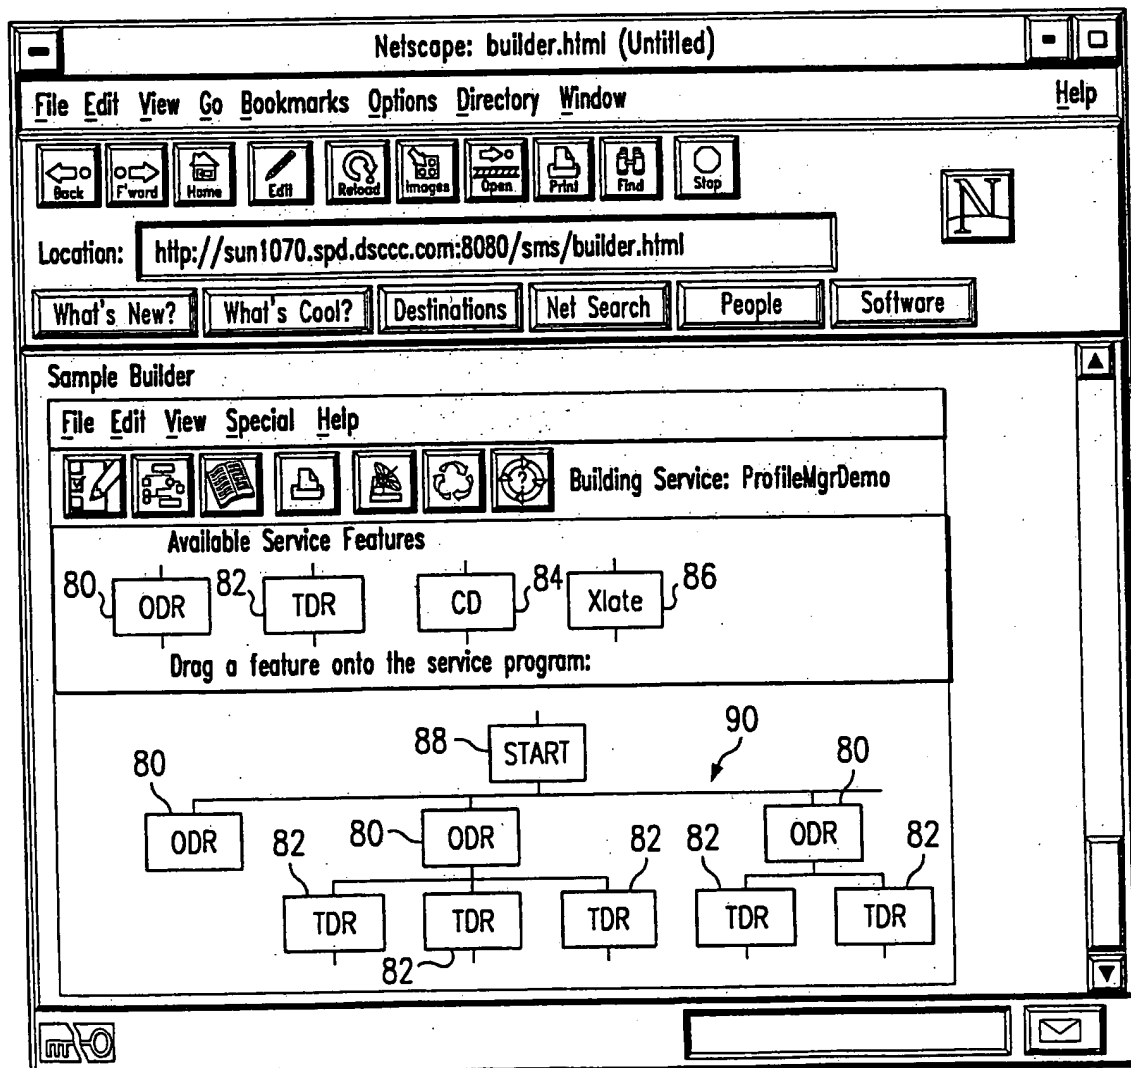 Netscape: builder.html (Untitled)
File Edit View Go Bookmarks Options Directory Window Help
Back F'ward Home Edit Reload Images Open Print Find Stop
N
Location: http://sun1070.spd.dsccc.com:8080/sms/builder.html
What's New? What's Cool? Destinations Net Search People Software
Sample Builder
File Edit View Special Help
? Building Service: ProfileMgrDemo
Available Service Features
80 ODR 82 TDR CD 84 Xlate 86
Drag a feature onto the service program:
88 START 90
80 80
ODR 80 ODR ODR
82 82 82 82
TDR TDR TDR TDR TDR
82